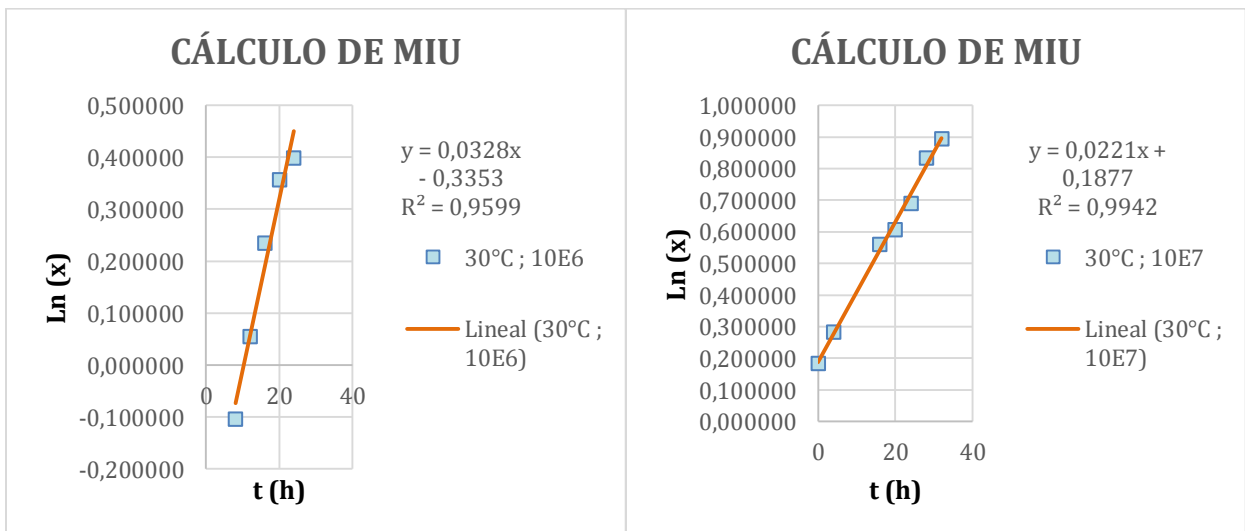 CÁLCULO DE MIU
0,500000
0,400000
0,300000
0,200000
0,100000
0,000000
-0,100000
-0,200000
0
20
40
Ln (x)
t (h)
y = 0,0328x
- 0,3353
R² = 0,9599
30°C ; 10E6
Lineal (30°C ;
10E6)
CÁLCULO DE MIU
1,000000
0,900000
0,800000
0,700000
0,600000
0,500000
0,400000
0,300000
0,200000
0,100000
0,000000
0
20
40
Ln (x)
t (h)
y = 0,0221x +
0,1877
R² = 0,9942
30°C ; 10E7
Lineal (30°C ;
10E7)